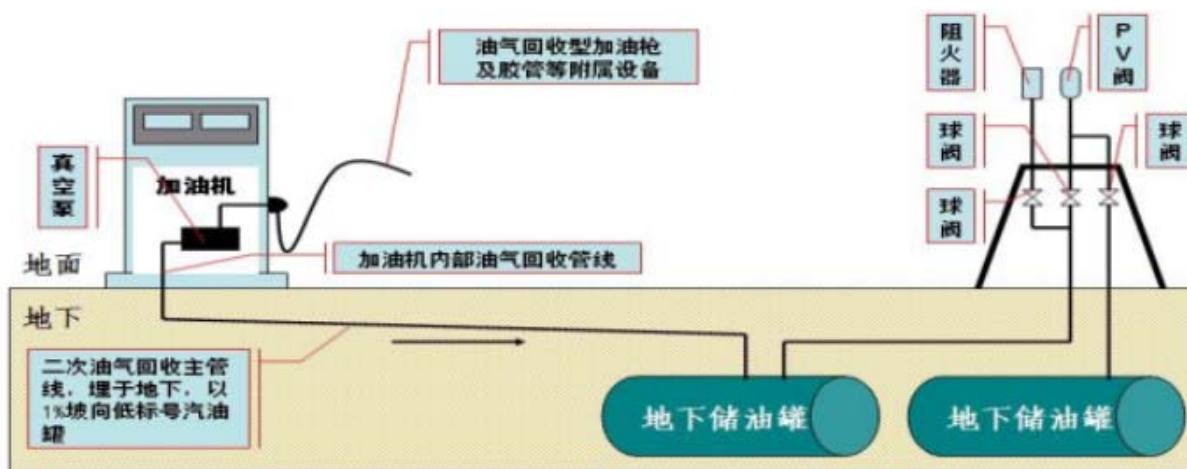 油气回收型加油枪
及胶管等附属设备
阻火器
PV阀
真空泵
加油机
球阀
球阀
球阀
加油机内部油气回收管线
地面
地下
二次油气回收主管
线，埋于地下，以
1%坡向低标号汽油
罐
地下储油罐
地下储油罐